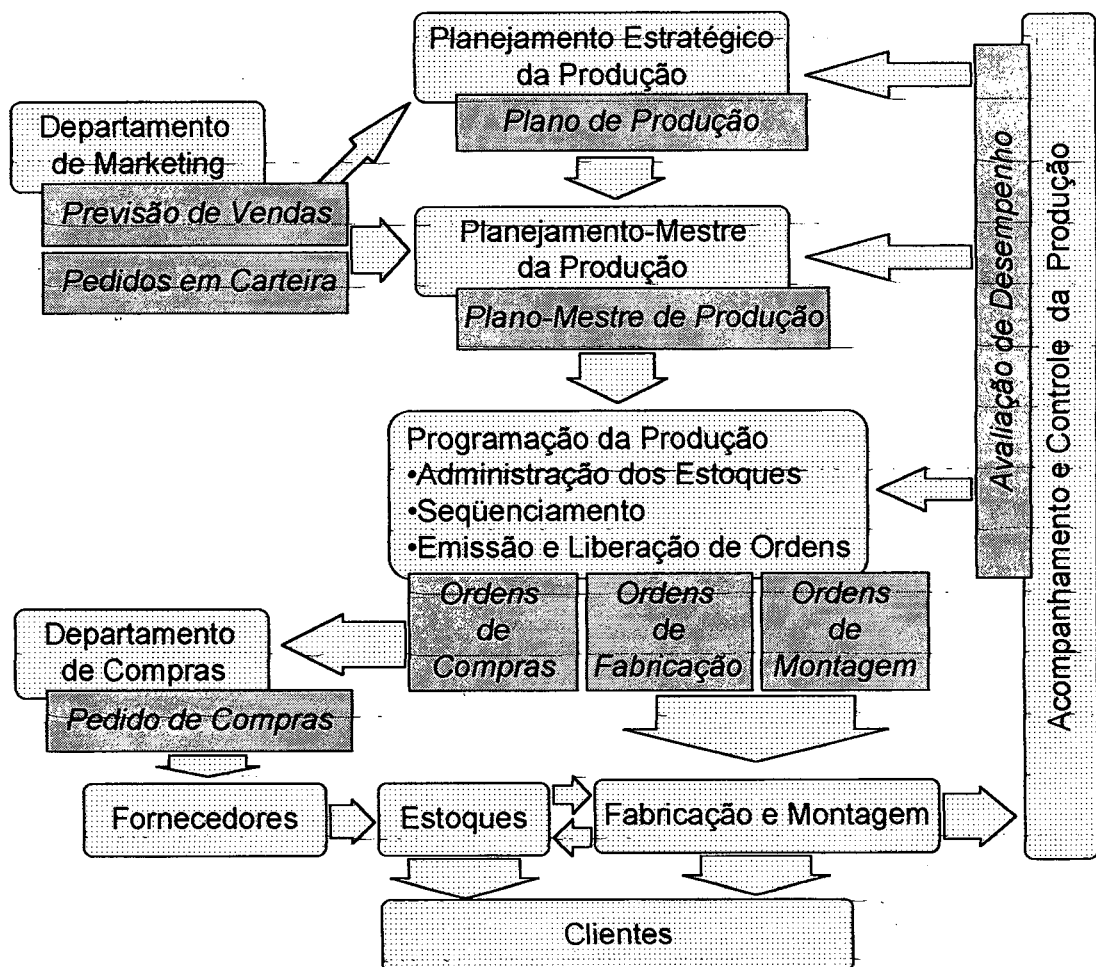 Planejamento Estratégico
da Produção
Plano de Produção
Departamento
de Marketing
Previsão de Vendas
Pedidos em Carteira
Planejamento-Mestre
da Produção
Plano-Mestre de Produção
Programação da Produção
•Administração dos Estoques
•Seqüenciamento
•Emissão e Liberação de Ordens
Ordens
de
Compras
Ordens
de
Fabricação
Ordens
de
Montagem
Departamento
de Compras
Pedido de Compras
Fornecedores
Estoques
Fabricação e Montagem
Clientes
Avaliação de Desempenho
Acompanhamento e Controle da Produção